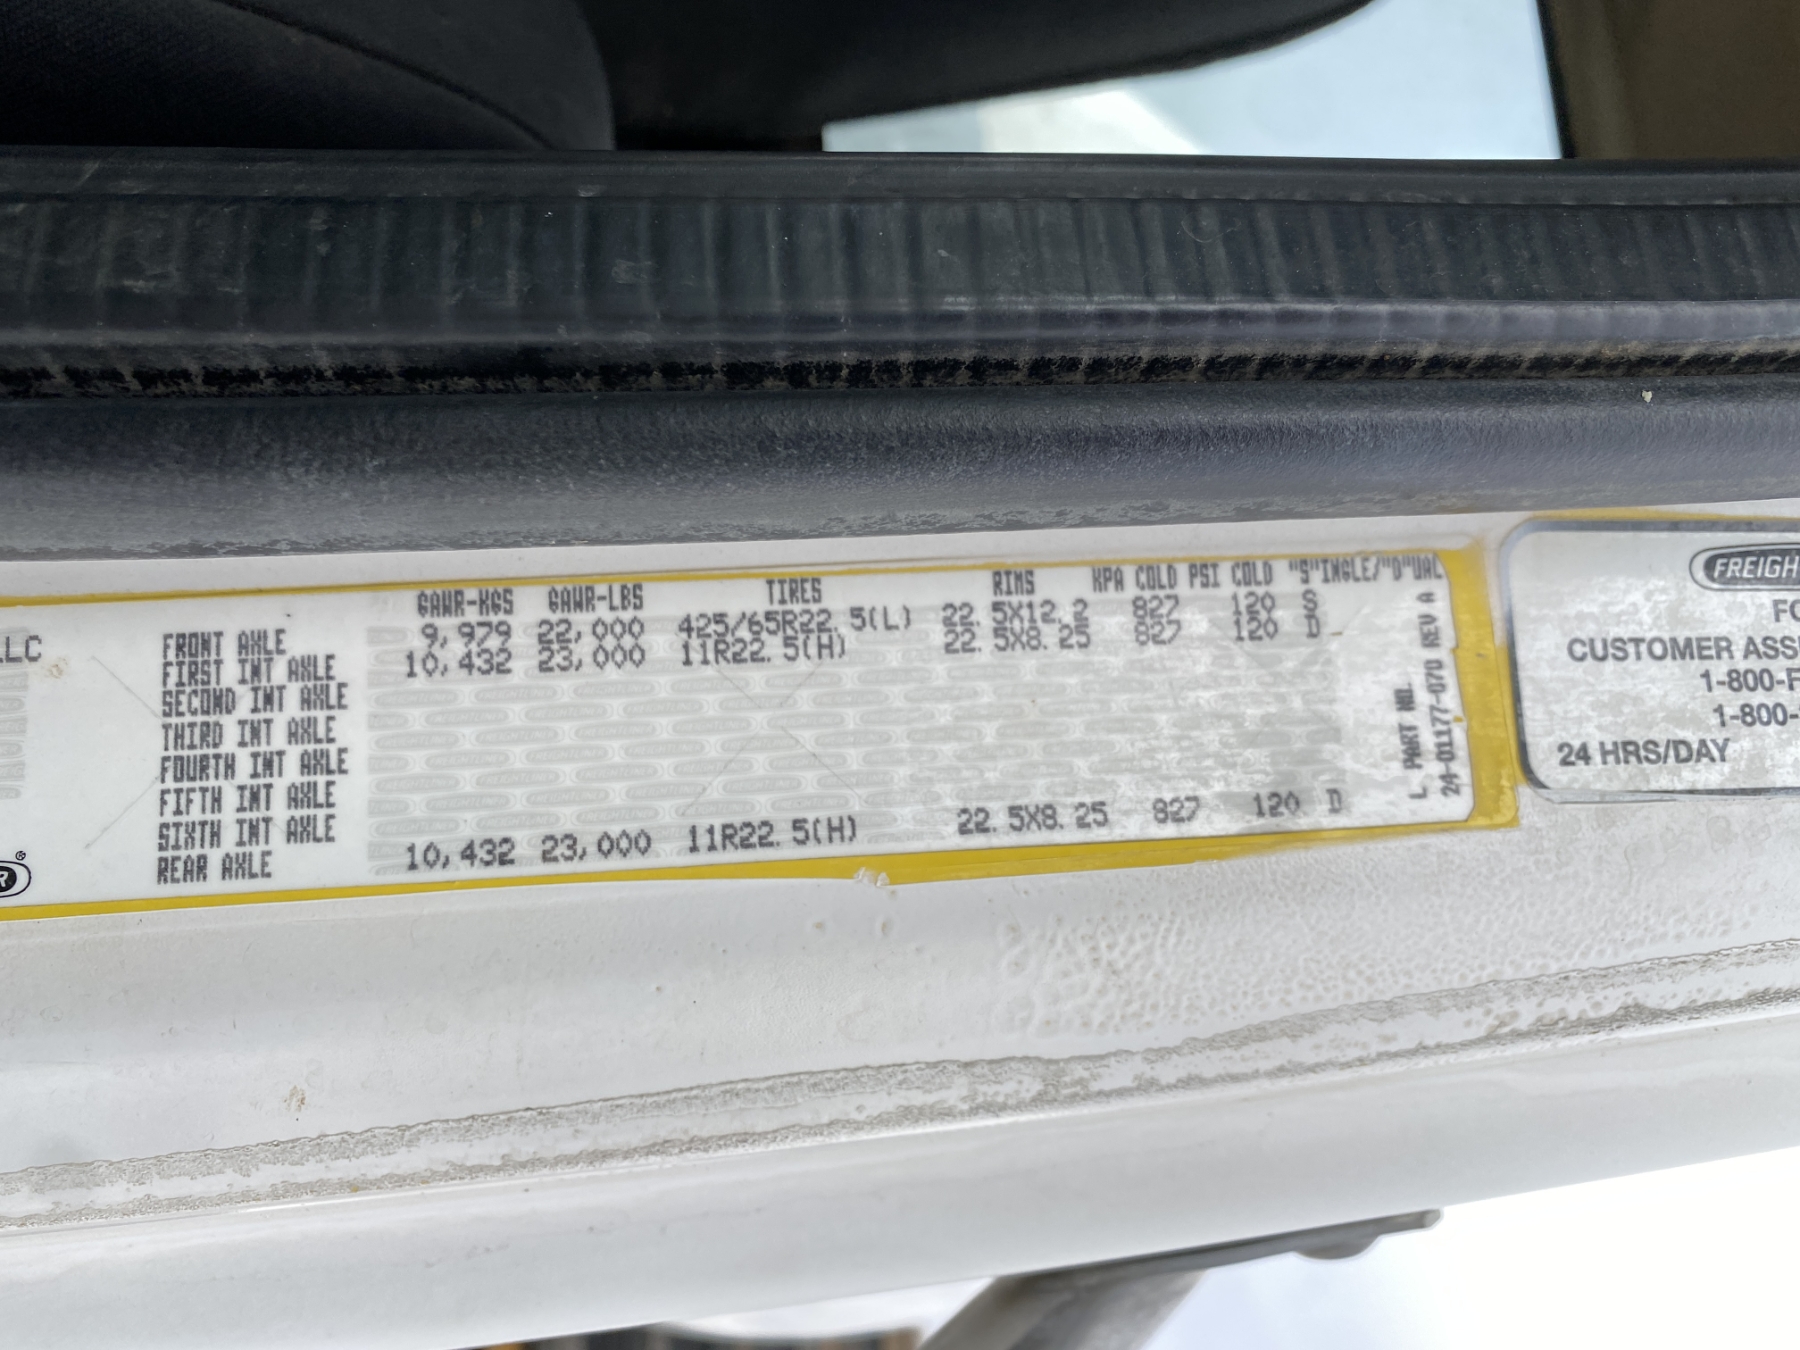 LLC
GAWR-KGS GAWR-LBS TIRES RIMS KPA COLD PSI COLD "S"INGLE/"D"UAL
FRONT AXLE 9,979 22,000 425/65R22.5(L) 22.5X12.2 827 120 S
FIRST INT AXLE 10,432 23,000 11R22.5(H) 22.5X8.25 827 120 D
SECOND INT AXLE
THIRD INT AXLE
FOURTH INT AXLE
FIFTH INT AXLE
SIXTH INT AXLE
REAR AXLE 10,432 23,000 11R22.5(H) 22.5X8.25 827 120 D
L PART NO.
24-01177-070 REV A
R®
FREIGH
FO
CUSTOMER ASS
1-800-F
1-800-
24 HRS/DAY